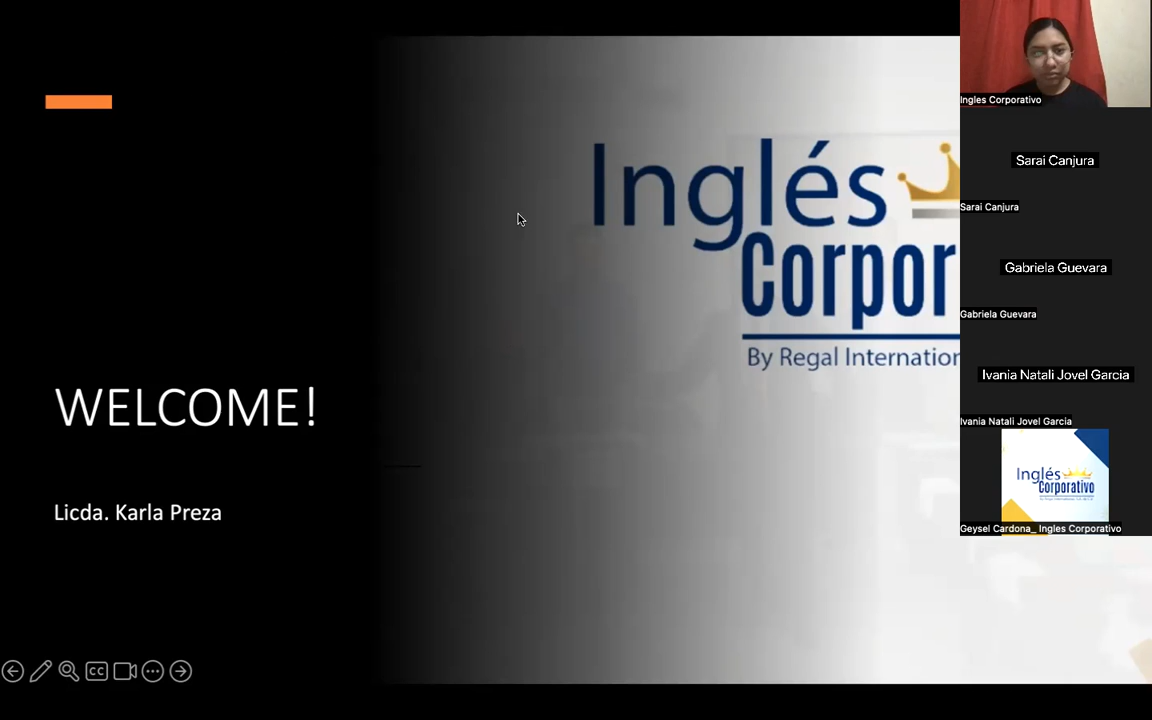 Inglés
Corpor
By Regal Internation
WELCOME!
Licda. Karla Preza
CC
Ingles Corporativo
Sarai Canjura
Sarai Canjura
Gabriela Guevara
Gabriela Guevara
Ivania Natali Jovel Garcia
Ivania Natali Jovel Garcia
Inglés
Corporativo
Geysel Cardona_ Ingles Corporativo